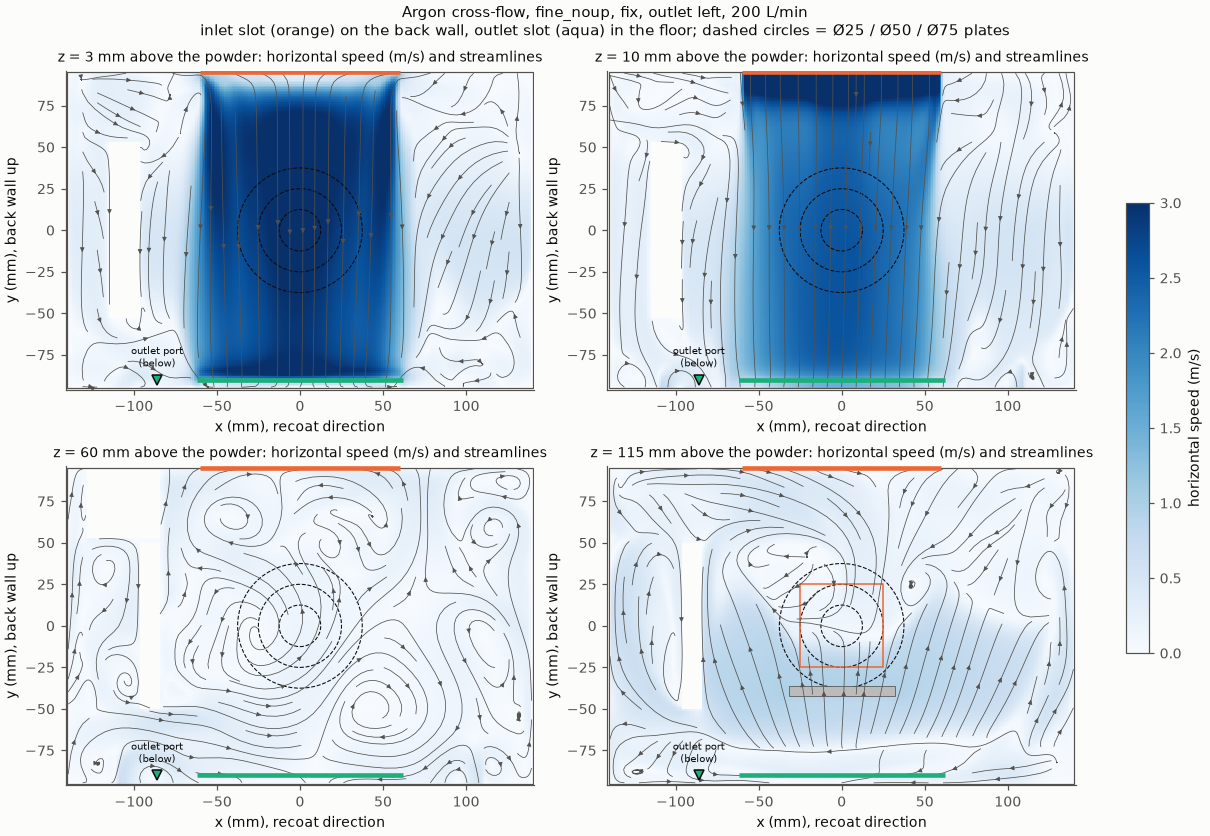 Argon cross-flow, fine_noup, fix, outlet left, 200 L/min
inlet slot (orange) on the back wall, outlet slot (aqua) in the floor; dashed circles = Ø25 / Ø50 / Ø75 plates
z = 3 mm above the powder: horizontal speed (m/s) and streamlines
75
50
25
0
−25
−50
−75
y (mm), back wall up
outlet port
(below)
−100
−50
0
50
100
x (mm), recoat direction
z = 10 mm above the powder: horizontal speed (m/s) and streamlines
75
50
25
0
−25
−50
−75
y (mm), back wall up
outlet port
(below)
−100
−50
0
50
100
x (mm), recoat direction
z = 60 mm above the powder: horizontal speed (m/s) and streamlines
75
50
25
0
−25
−50
−75
y (mm), back wall up
outlet port
(below)
−100
−50
0
50
100
x (mm), recoat direction
z = 115 mm above the powder: horizontal speed (m/s) and streamlines
75
50
25
0
−25
−50
−75
y (mm), back wall up
outlet port
(below)
−100
−50
0
50
100
x (mm), recoat direction
3.0
2.5
2.0
1.5
1.0
0.5
0.0
horizontal speed (m/s)